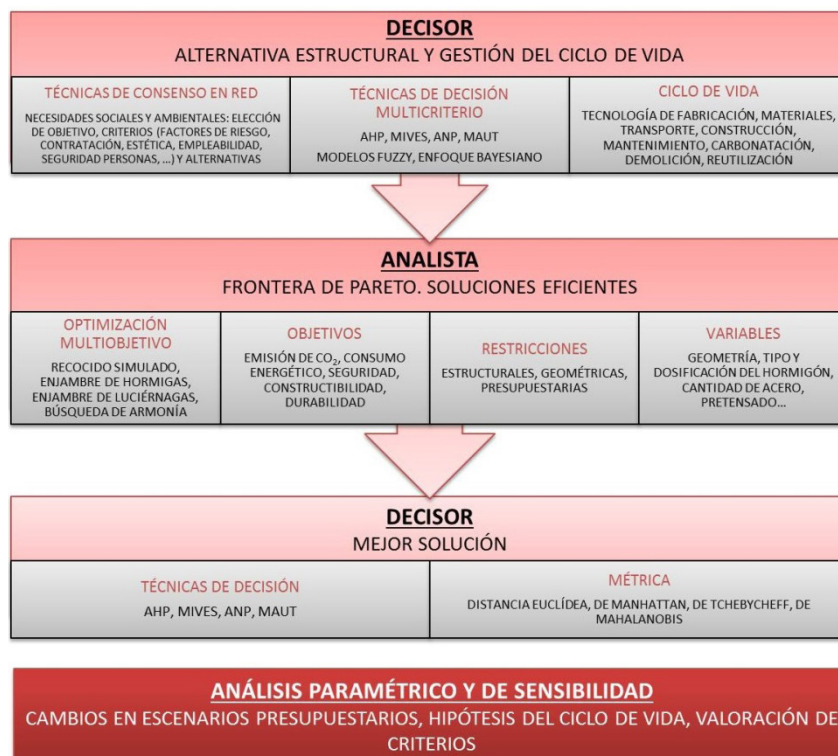 DECISOR
ALTERNATIVA ESTRUCTURAL Y GESTIÓN DEL CICLO DE VIDA
TÉCNICAS DE CONSENSO EN RED
NECESIDADES SOCIALES Y AMBIENTALES: ELECCIÓN
DE OBJETIVO, CRITERIOS (FACTORES DE RIESGO,
CONTRATACIÓN, ESTÉTICA, EMPLEABILIDAD,
SEGURIDAD PERSONAS, ...) Y ALTERNATIVAS
TÉCNICAS DE DECISIÓN
MULTICRITERIO
AHP, MIVES, ANP, MAUT
MODELOS FUZZY, ENFOQUE BAYESIANO
CICLO DE VIDA
TECNOLOGÍA DE FABRICACIÓN, MATERIALES,
TRANSPORTE, CONSTRUCCIÓN,
MANTENIMIENTO, CARBONATACIÓN,
DEMOLICIÓN, REUTILIZACIÓN
ANALISTA
FRONTERA DE PARETO. SOLUCIONES EFICIENTES
OPTIMIZACIÓN
MULTIOBJETIVO
RECOCIDO SIMULADO,
ENJAMBRE DE HORMIGAS,
ENJAMBRE DE LUCIÉRNAGAS,
BÚSQUEDA DE ARMONÍA
OBJETIVOS
EMISIÓN DE CO₂, CONSUMO
ENERGÉTICO, SEGURIDAD,
CONSTRUCTIBILIDAD,
DURABILIDAD
RESTRICCIONES
ESTRUCTURALES, GEOMÉTRICAS,
PRESUPUESTARIAS
VARIABLES
GEOMETRÍA, TIPO Y
DOSIFICACIÓN DEL HORMIGÓN,
CANTIDAD DE ACERO,
PRETENSADO...
DECISOR
MEJOR SOLUCIÓN
TÉCNICAS DE DECISIÓN
AHP, MIVES, ANP, MAUT
MÉTRICA
DISTANCIA EUCLÍDEA, DE MANHATTAN, DE TCHEBYCHEFF, DE
MAHALANOBIS
ANÁLISIS PARAMÉTRICO Y DE SENSIBILIDAD
CAMBIOS EN ESCENARIOS PRESUPUESTARIOS, HIPÓTESIS DEL CICLO DE VIDA, VALORACIÓN DE
CRITERIOS